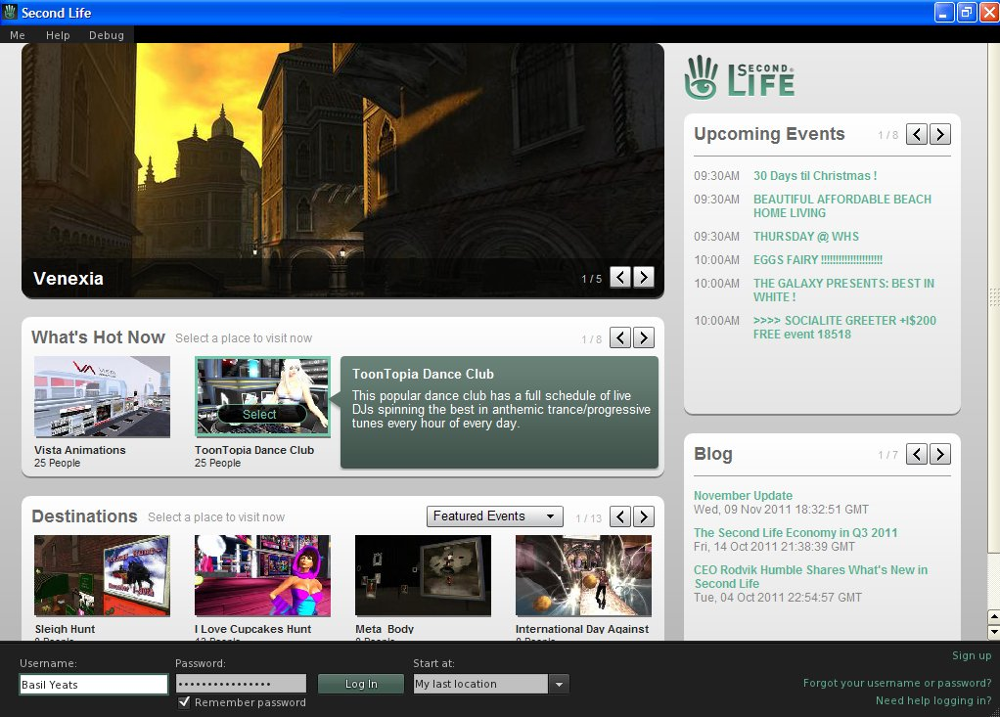 Second Life
Me Help Debug
SECOND
LIFE
Venexia
1 / 5
Upcoming Events 1 / 8
09:30AM 30 Days til Christmas !
09:30AM BEAUTIFUL AFFORDABLE BEACH
HOME LIVING
09:30AM THURSDAY @ WHS
10:00AM EGGS FAIRY !!!!!!!!!!!!!!!!!!!!!
10:00AM THE GALAXY PRESENTS: BEST IN
WHITE !
10:00AM >>>> SOCIALITE GREETER +l$200
FREE event 18518
What's Hot Now Select a place to visit now 1 / 8
VISTA
Select
Vista Animations
25 People
ToonTopia Dance Club
25 People
ToonTopia Dance Club
This popular dance club has a full schedule of live
DJs spinning the best in anthemic trance/progressive
tunes every hour of every day.
Blog 1 / 7
November Update
Wed, 09 Nov 2011 18:32:51 GMT
The Second Life Economy in Q3 2011
Fri, 14 Oct 2011 21:38:39 GMT
CEO Rodvik Humble Shares What's New in
Second Life
Tue, 04 Oct 2011 22:54:57 GMT
Destinations Select a place to visit now Featured Events 1 / 13
Sleigh Hunt
I Love Cupcakes Hunt
Meta_Body
International Day Against
Username:
Basil Yeats
Password:
Remember password
Log In
Start at:
My last location
Sign up
Forgot your username or password?
Need help logging in?